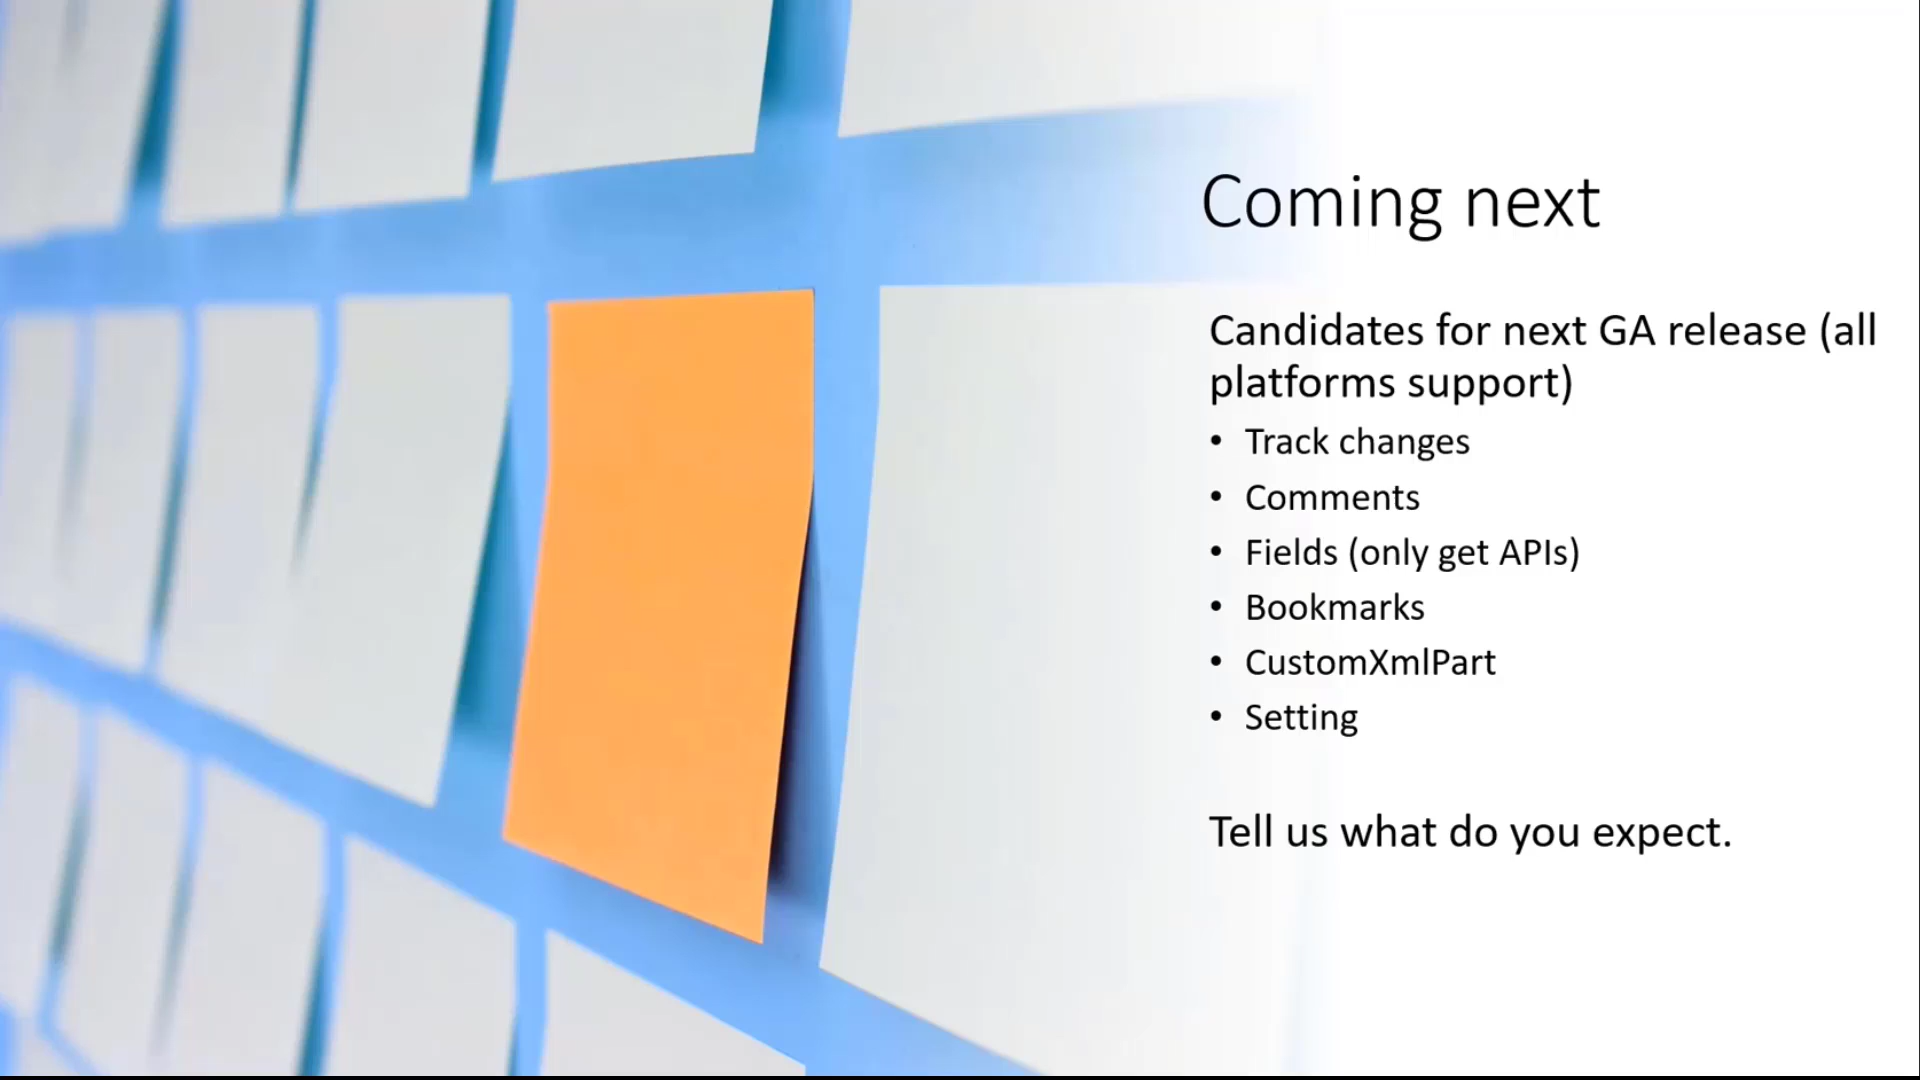 Coming next
Candidates for next GA release (all
platforms support)
• Track changes
• Comments
• Fields (only get APIs)
• Bookmarks
• CustomXmlPart
• Setting
Tell us what do you expect.